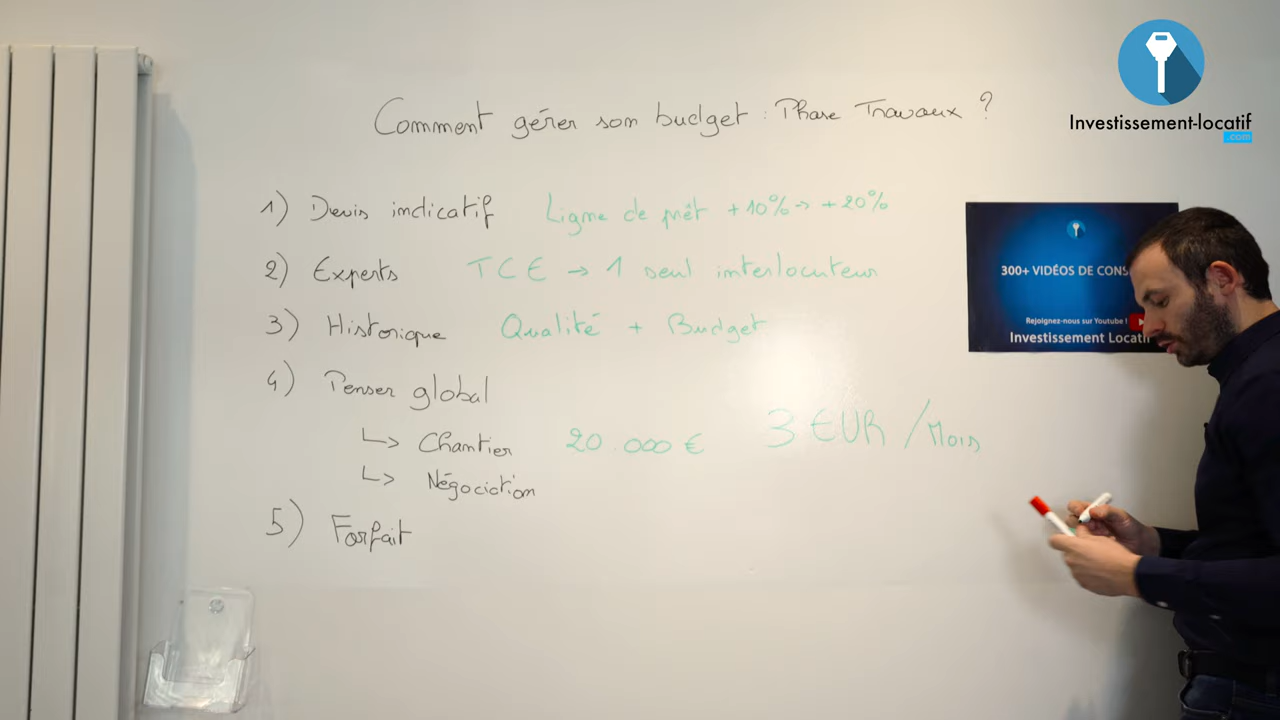 Investissement-locatif
.com
Comment gérer son budget : Phase Travaux ?
1) Devis indicatif Ligne de prêt +10% → +20%
2) Experts TCE → 1 seul interlocuteur
3) Historique Qualité + Budget
4) Penser global
↳ Chantier 20 000 € 3 EUR / Mois
↳ Négociction
5) Forfait
300+ VIDÉOS DE CONS
Rejoignez-nous sur Youtube !
Investissement Locatif